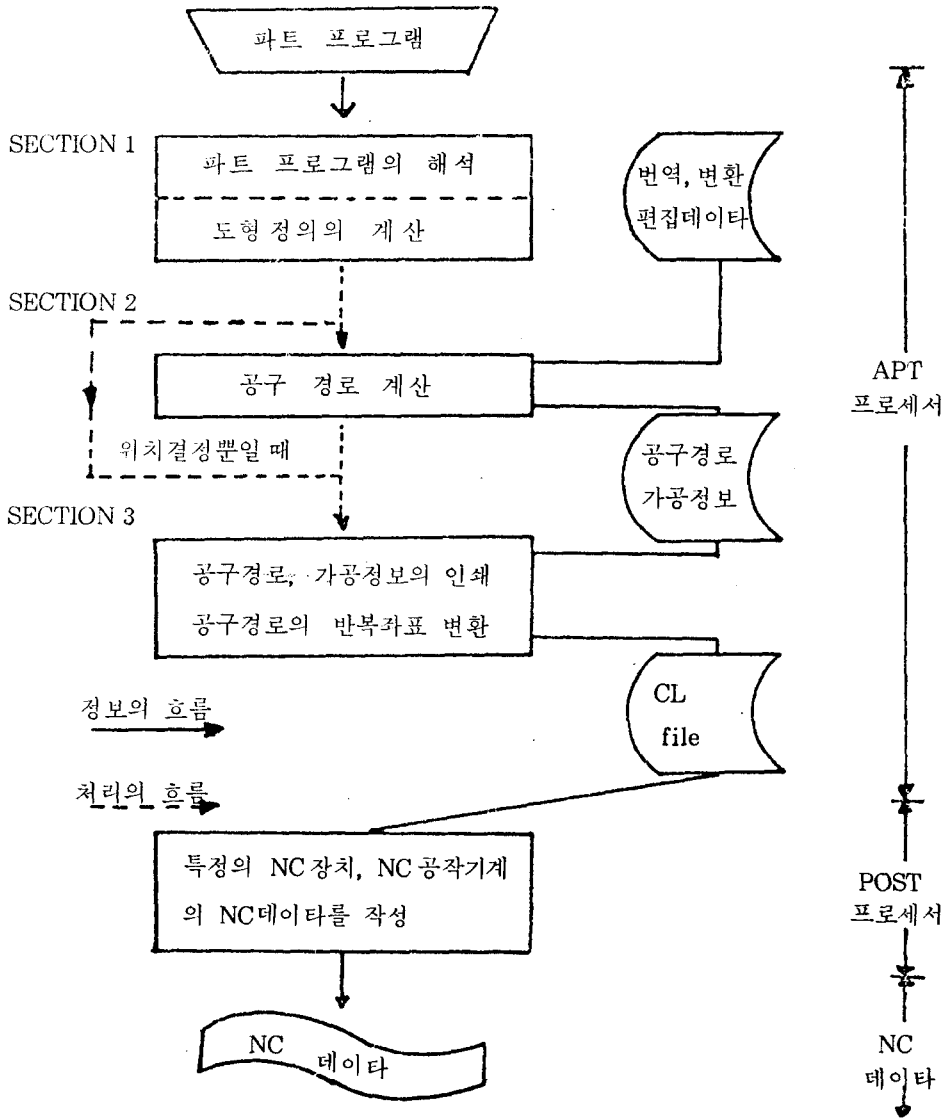 파트 프로그램
SECTION 1
파트 프로그램의 해석
도형정의의 계산
번역, 변환
편집데이타
SECTION 2
공구 경로 계산
위치결정뿐일 때
공구경로
가공정보
APT
프로세서
SECTION 3
공구경로, 가공정보의 인쇄
공구경로의 반복좌표 변환
CL
file
정보의 흐름
처리의 흐름
특정의 NC장치, NC공작기계
의 NC데이타를 작성
POST
프로세서
NC 데이타
NC
데이타